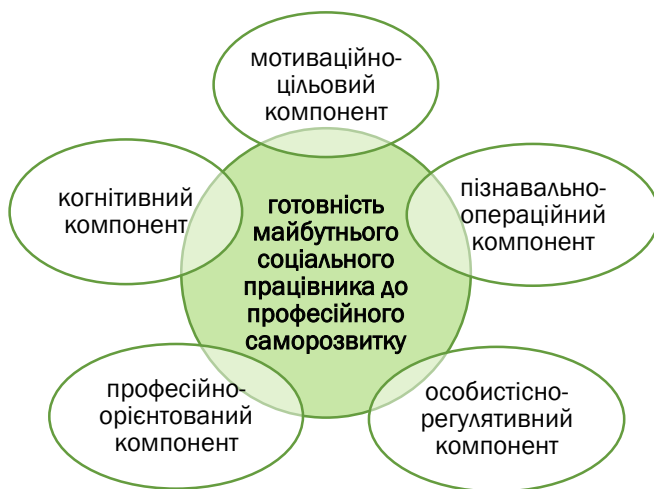 мотиваційно-
цільовий
компонент
когнітивний
компонент
готовність
майбутнього
соціального
працівника до
професійного
саморозвитку
пізнавально-
операційний
компонент
професійно-
орієнтований
компонент
особистісно-
регулятивний
компонент